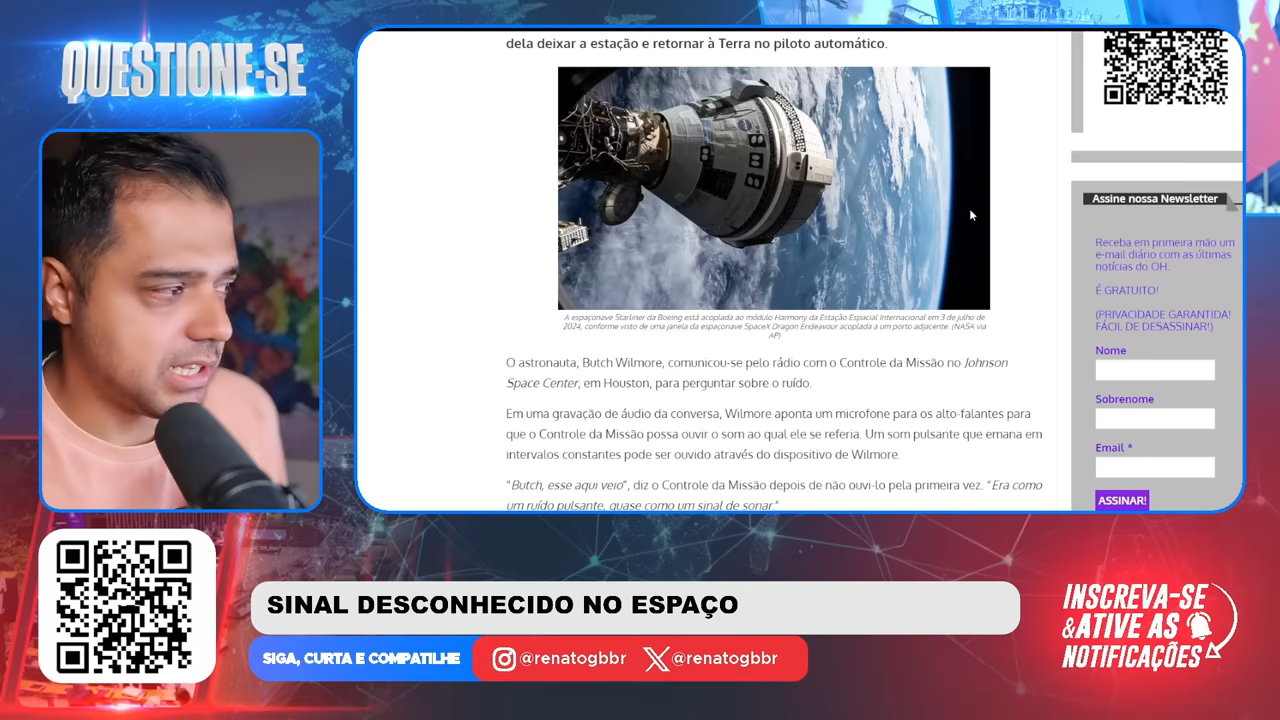 QUESTIONE-SE
dela deixar a estação e retornar à Terra no piloto automático.
A espaçonave Starliner da Boeing está acoplada ao módulo Harmony da Estação Espacial Internacional em 3 de julho de
2024, conforme visto de uma janela da espaçonave SpaceX Dragon Endeavour acoplada a um porto adjacente. (NASA via
AP)
O astronauta, Butch Wilmore, comunicou-se pelo rádio com o Controle da Missão no Johnson
Space Center, em Houston, para perguntar sobre o ruído.
Em uma gravação de áudio da conversa, Wilmore aponta um microfone para os alto-falantes para
que o Controle da Missão possa ouvir o som ao qual ele se referia. Um som pulsante que emana em
intervalos constantes pode ser ouvido através do dispositivo de Wilmore.
"Butch, esse aqui veio", diz o Controle da Missão depois de não ouvi-lo pela primeira vez. "Era como
um ruído pulsante, quase como um sinal de sonar."
Assine nossa Newsletter
Receba em primeira mão um
e-mail diário com as últimas
notícias do OH.
É GRATUITO!
(PRIVACIDADE GARANTIDA!
FÁCIL DE DESASSINAR!)
Nome
Sobrenome
Email *
ASSINAR!
SINAL DESCONHECIDO NO ESPAÇO
SIGA, CURTA E COMPATILHE
@renatogbbr
@renatogbbr
INSCREVA-SE
&ATIVE AS
NOTIFICAÇÕES